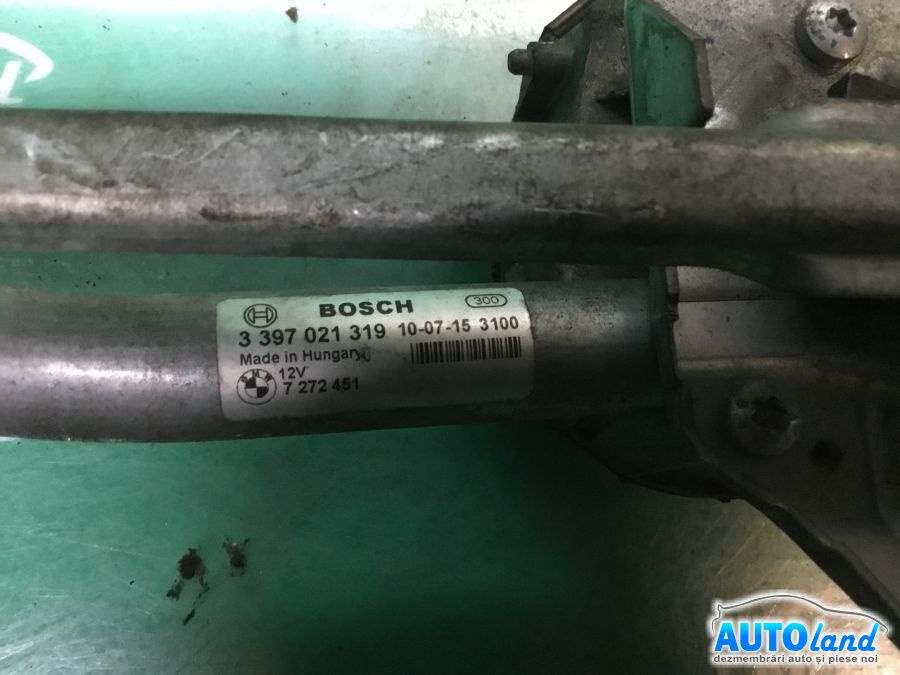 BOSCH 300
3 397 021 319 10-07-15 3100
Made in Hungary
12V
BMW 7 272 451
AUTOland
dezmembrări auto și piese noi